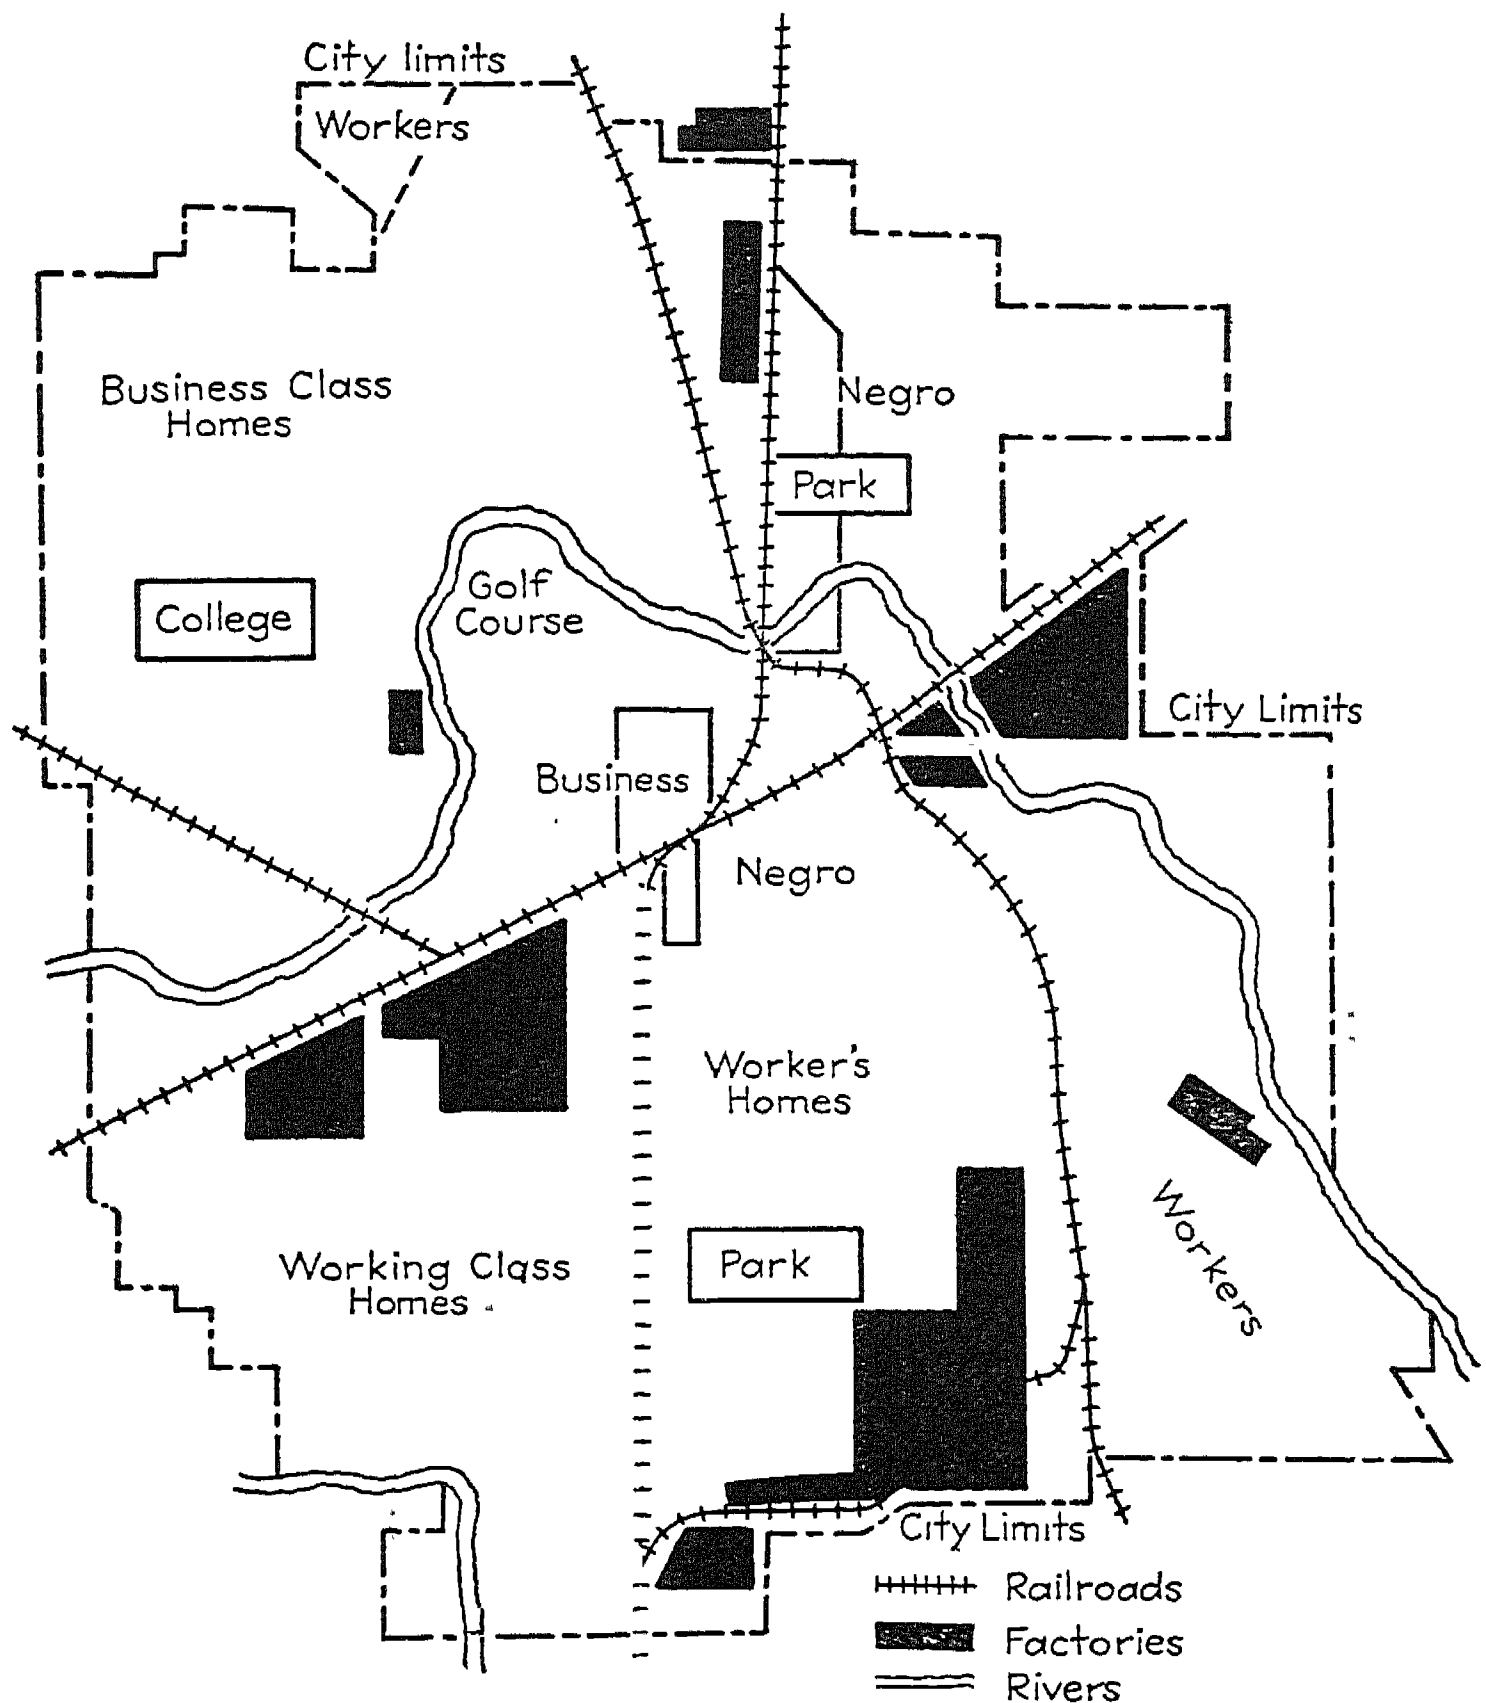 City limits
Workers
Business Class
Homes
Negro
Park
Golf
Course
College
City Limits
Business
Negro
Worker's
Homes
Workers
Working Class
Homes
Park
City Limits
Railroads
Factories
Rivers